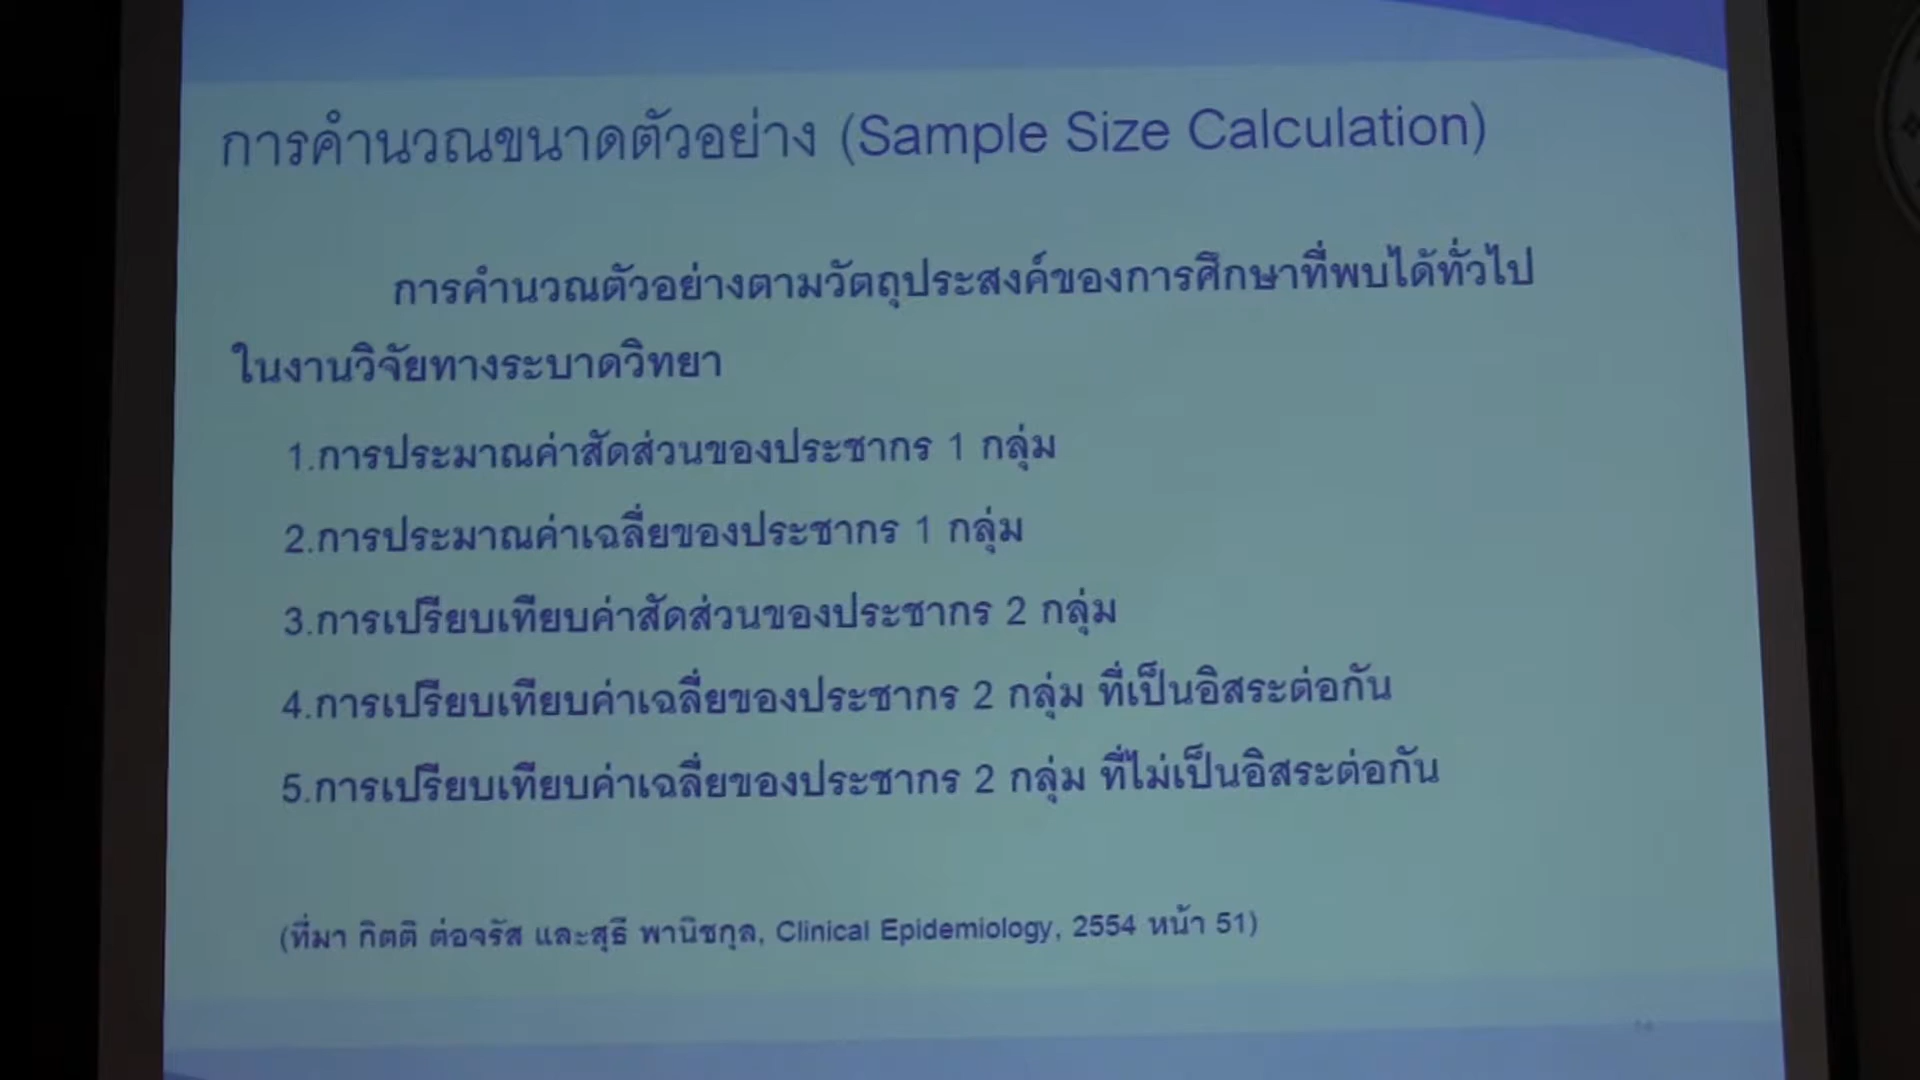 การคำนวณขนาดตัวอย่าง (Sample Size Calculation)
การคำนวณตัวอย่างตามวัตถุประสงค์ของการศึกษาที่พบได้ทั่วไป
ในงานวิจัยทางระบาดวิทยา
1.การประมาณค่าสัดส่วนของประชากร 1 กลุ่ม
2.การประมาณค่าเฉลี่ยของประชากร 1 กลุ่ม
3.การเปรียบเทียบค่าสัดส่วนของประชากร 2 กลุ่ม
4.การเปรียบเทียบค่าเฉลี่ยของประชากร 2 กลุ่ม ที่เป็นอิสระต่อกัน
5.การเปรียบเทียบค่าเฉลี่ยของประชากร 2 กลุ่ม ที่ไม่เป็นอิสระต่อกัน
(ที่มา กิตติ ต่อจรัส และสุธี พานิชกุล, Clinical Epidemiology, 2554 หน้า 51)